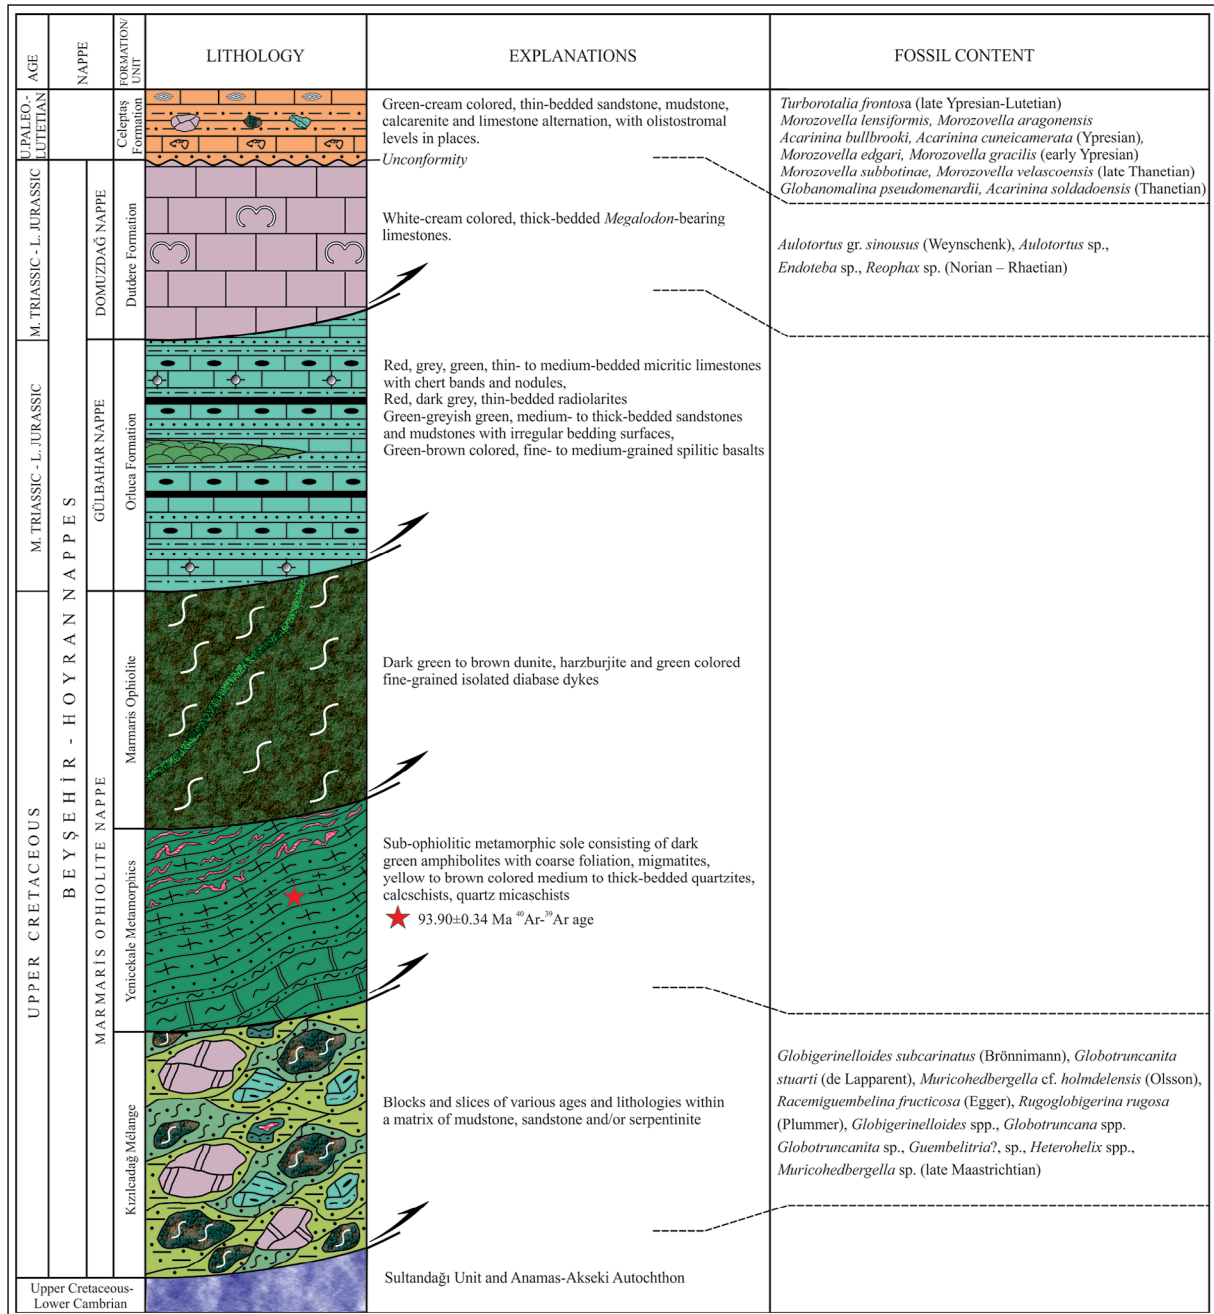 AGE
NAPPE
FORMATION/
UNIT
LITHOLOGY
EXPLANATIONS
FOSSIL CONTENT
U.PALEO.-
LUTETIAN
Celeptaş
Formation
Green-cream colored, thin-bedded sandstone, mudstone,
calcarenite and limestone alternation, with olistostromal
levels in places.
Unconformity
Turborotalia frontosa (late Ypresian-Lutetian)
Morozovella lensiformis, Morozovella aragonensis
Acarinina bullbrooki, Acarinina cuneicamerata (Ypresian),
Morozovella edgari, Morozovella gracilis (early Ypresian)
Morozovella subbotinae, Morozovella velascoensis (late Thanetian)
Globanomalina pseudomenardii, Acarinina soldadoensis (Thanetian)
M. TRIASSIC - L. JURASSIC
BEYŞEHİR - HOYRAN NAPPES
DOMUZDAĞ NAPPE
Dutdere Formation
White-cream colored, thick-bedded Megalodon-bearing
limestones.
Aulotortus gr. sinousus (Weynschenk), Aulotortus sp.,
Endoteba sp., Reophax sp. (Norian – Rhaetian)
M. TRIASSIC - L. JURASSIC
GÜLBAHAR NAPPE
Orluca Formation
Red, grey, green, thin- to medium-bedded micritic limestones
with chert bands and nodules,
Red, dark grey, thin-bedded radiolarites
Green-greyish green, medium- to thick-bedded sandstones
and mudstones with irregular bedding surfaces,
Green-brown colored, fine- to medium-grained spilitic basalts
UPPER CRETACEOUS
MARMARİS OPHIOLITE NAPPE
Marmaris Ophiolite
Dark green to brown dunite, harzburjite and green colored
fine-grained isolated diabase dykes
Yenicekale Metamorphics
Sub-ophiolitic metamorphic sole consisting of dark
green amphibolites with coarse foliation, migmatites,
yellow to brown colored medium to thick-bedded quartzites,
calcschists, quartz micaschists
93.90±0.34 Ma ⁴⁰Ar-³⁹Ar age
Kızılcadağ Mélange
Blocks and slices of various ages and lithologies within
a matrix of mudstone, sandstone and/or serpentinite
Globigerinelloides subcarinatus (Brönnimann), Globotruncanita
stuarti (de Lapparent), Muricohedbergella cf. holmdelensis (Olsson),
Racemiguembelina fructicosa (Egger), Rugoglobigerina rugosa
(Plummer), Globigerinelloides spp., Globotruncana spp.
Globotruncanita sp., Guembelitria?, sp., Heterohelix spp.,
Muricohedbergella sp. (late Maastrichtian)
Upper Cretaceous-
Lower Cambrian
Sultandağı Unit and Anamas-Akseki Autochthon